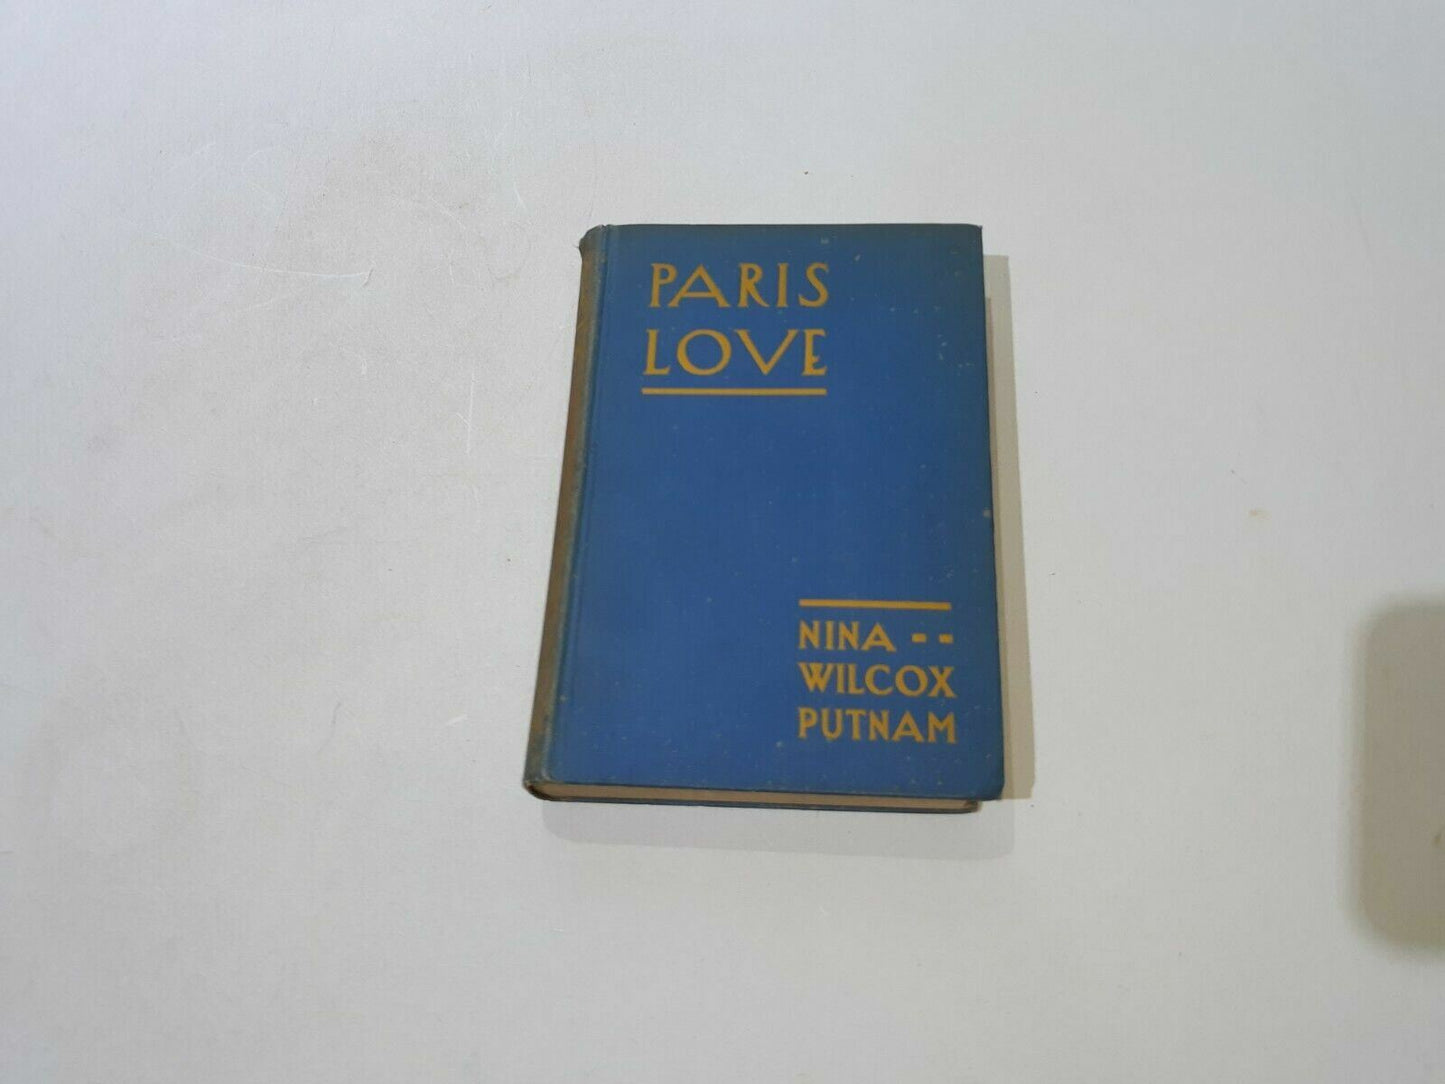 PARIS
LOVE
NINA --
WILCOX
PUTNAM